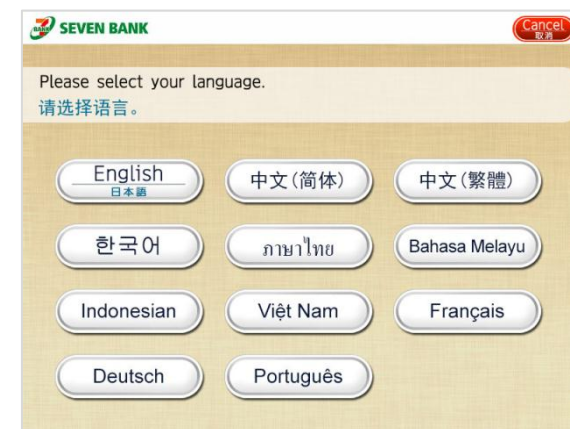 SEVEN BANK
Cancel
取消
Please select your language.
请选择语言。
English
日本語
中文(简体)
中文(繁體)
한국어
ภาษาไทย
Bahasa Melayu
Indonesian
Việt Nam
Français
Deutsch
Português